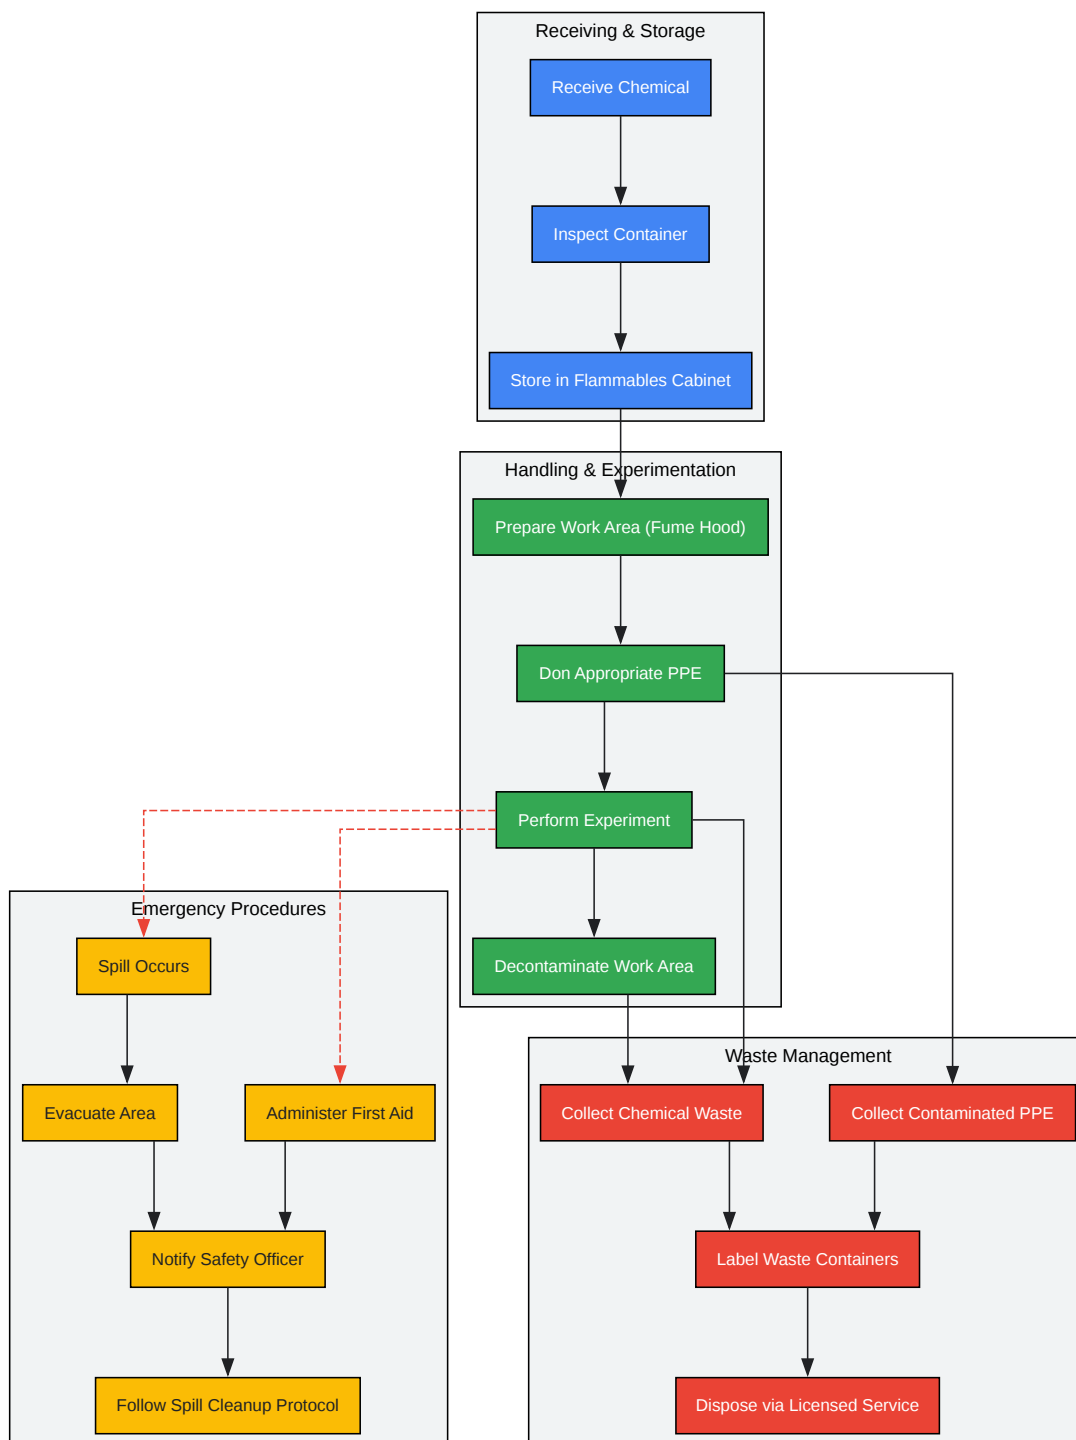 Receiving & Storage
Receive Chemical
Inspect Container
Store in Flammables Cabinet
Handling & Experimentation
Prepare Work Area (Fume Hood)
Don Appropriate PPE
Perform Experiment
Decontaminate Work Area
Emergency Procedures
Spill Occurs
Evacuate Area
Administer First Aid
Notify Safety Officer
Follow Spill Cleanup Protocol
Waste Management
Collect Chemical Waste
Collect Contaminated PPE
Label Waste Containers
Dispose via Licensed Service